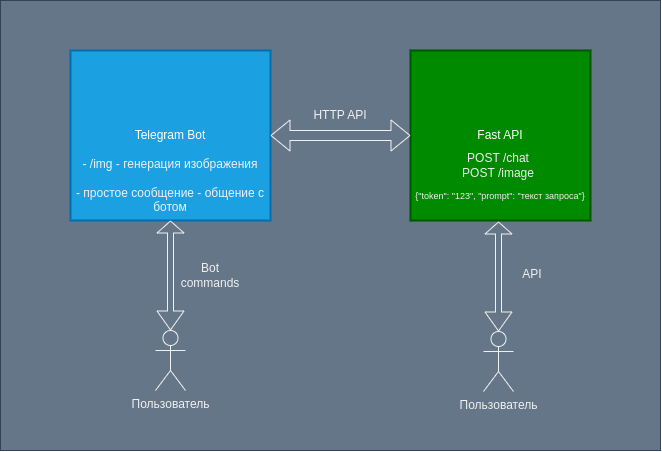 Telegram Bot
- /img - генерация изображения
- простое сообщение - общение с
ботом
HTTP API
Fast API
POST /chat
POST /image
{"token": "123", "prompt": "текст запроса"}
Bot
commands
API
Пользователь
Пользователь